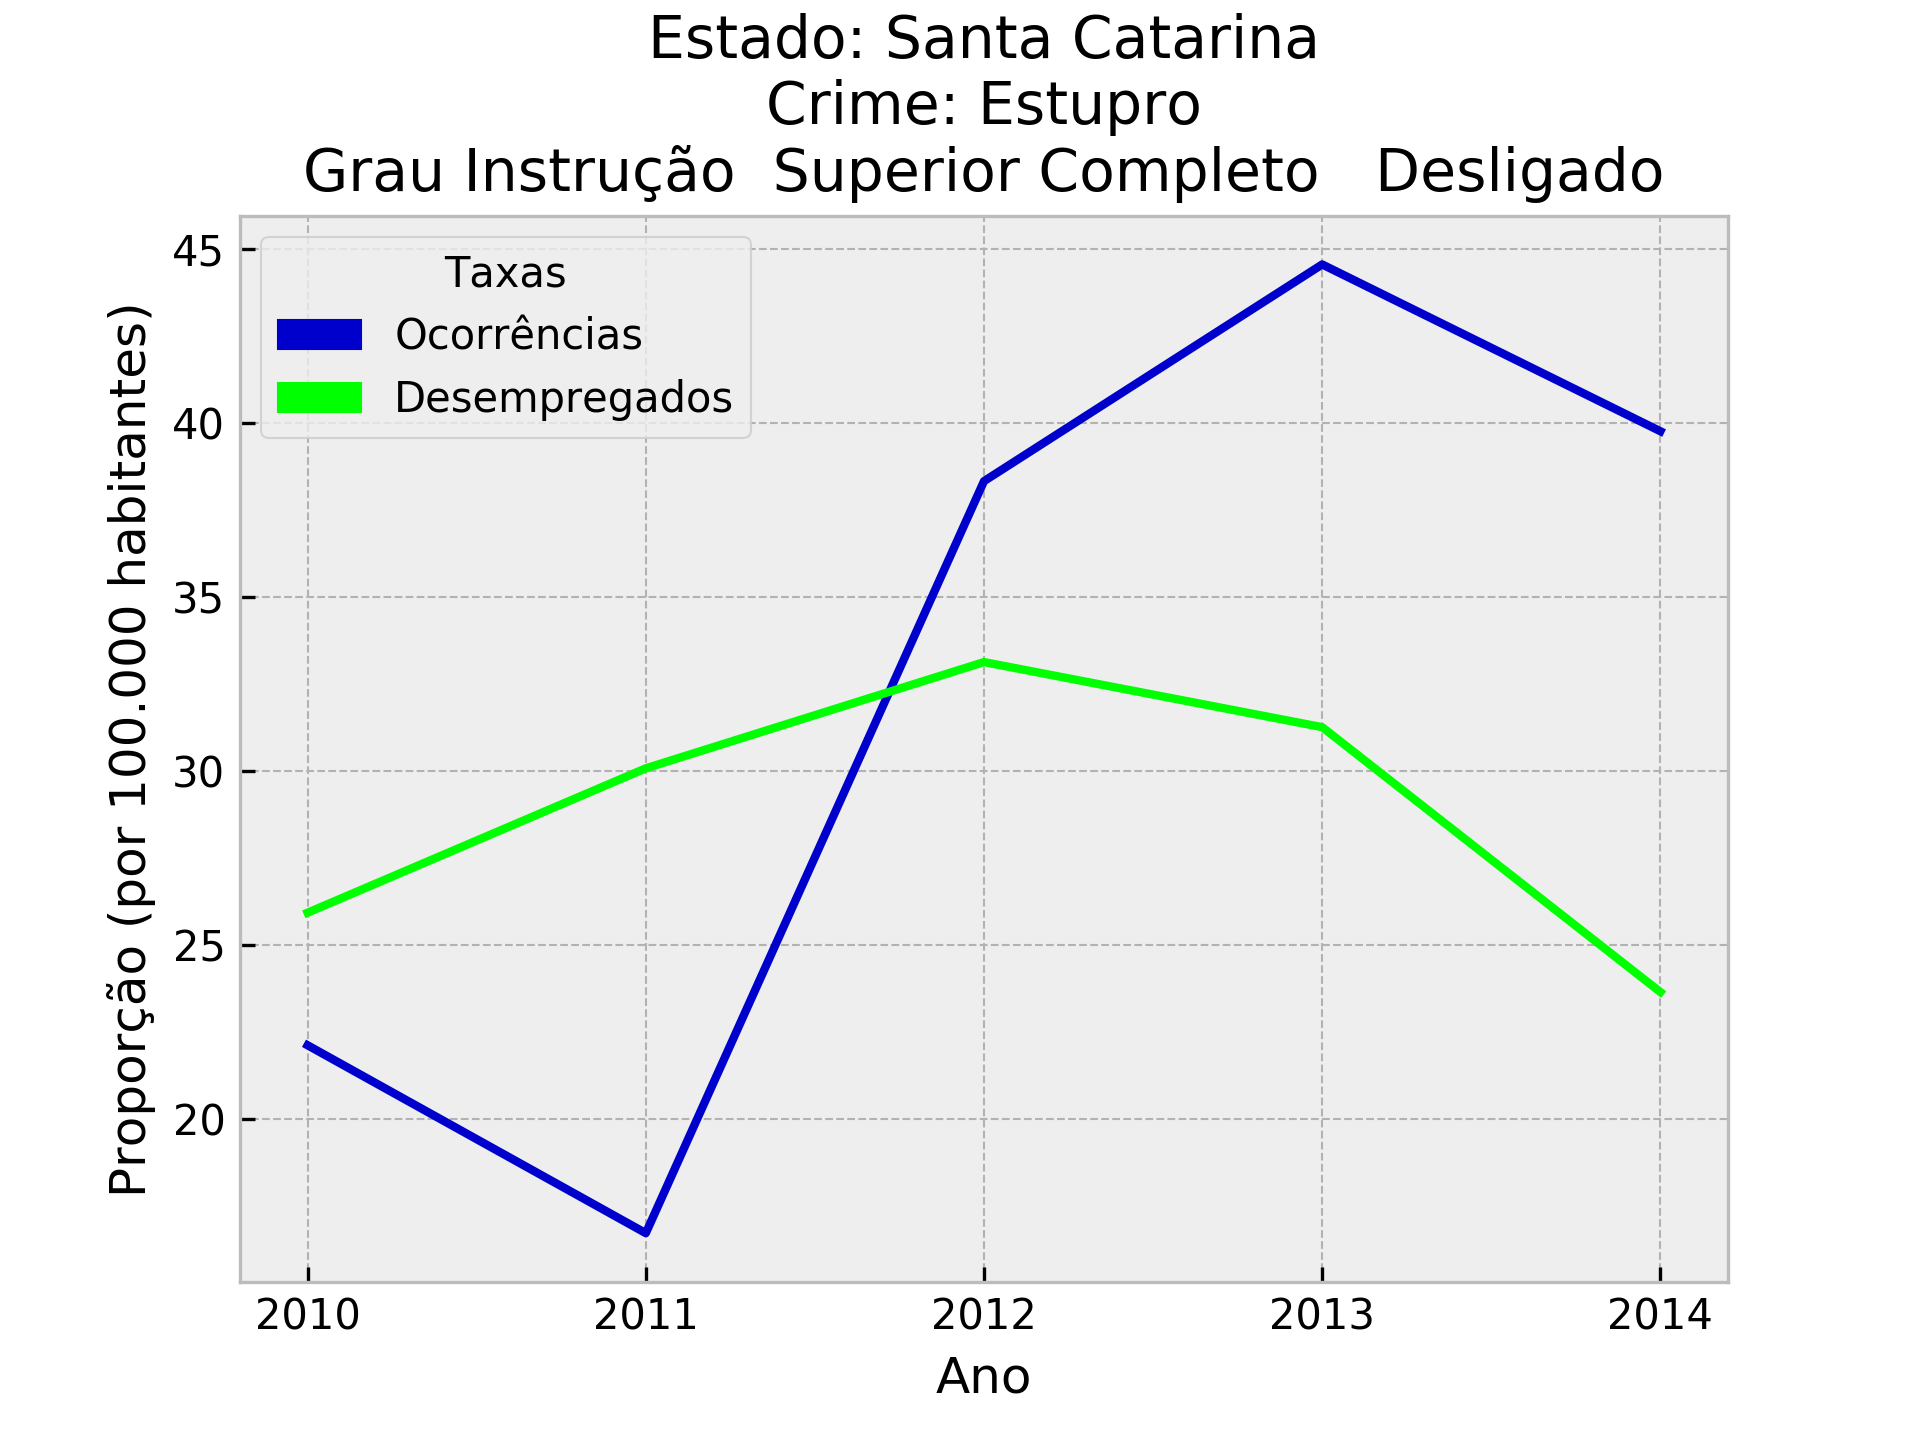 Estado: Santa Catarina
Crime: Estupro
Grau Instrução  Superior Completo   Desligado
Taxas
Ocorrências
Desempregados
45
40
35
30
25
20
Proporção (por 100.000 habitantes)
2010 2011 2012 2013 2014
Ano